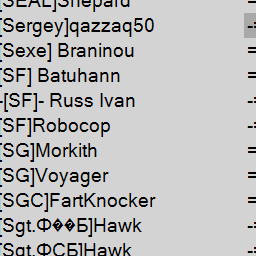 [SEAL]Shepard
[Sergey]qazzaq50
[Sexe] Braninou
[SF] Batuhann
-[SF]- Russ Ivan
[SF]Robocop
[SG]Morkith
[SG]Voyager
[SGC]FartKnocker
[Sgt.Ф��Б]Hawk
[Sgt.ФСБ]Hawk